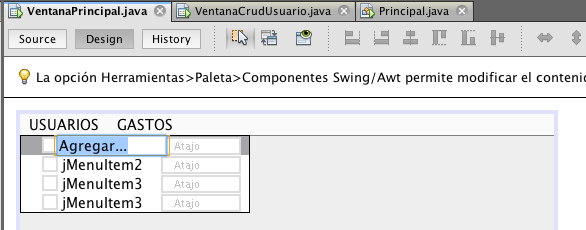 VentanaPrincipal.java VentanaCrudUsuario.java Principal.java
Source Design History
La opción Herramientas>Paleta>Componentes Swing/Awt permite modificar el
USUARIOS GASTOS
Agregar... Atajo
jMenuItem2 Atajo
jMenuItem3 Atajo
jMenuItem3 Atajo